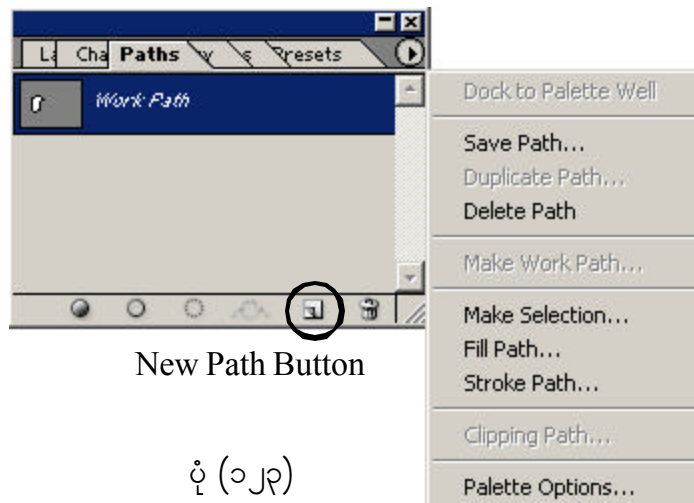 La Cha Paths y s Presets
Work Path
New Path Button
ပုံ (၁၂၃)
Dock to Palette Well
Save Path...
Duplicate Path...
Delete Path
Make Work Path...
Make Selection...
Fill Path...
Stroke Path...
Clipping Path...
Palette Options...